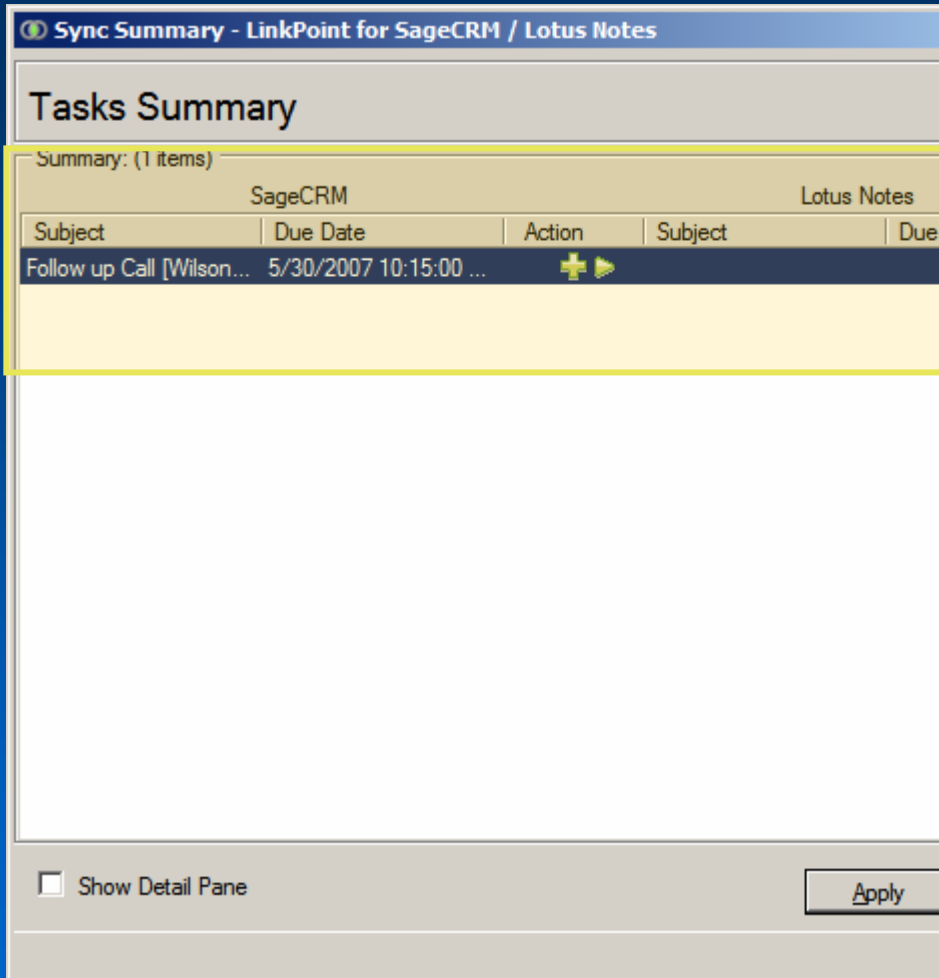 Sync Summary - LinkPoint for SageCRM / Lotus Notes
Tasks Summary
Summary: (1 items)
SageCRM Lotus Notes
Subject Due Date Action Subject Due
Follow up Call [Wilson... 5/30/2007 10:15:00 ...
Show Detail Pane Apply